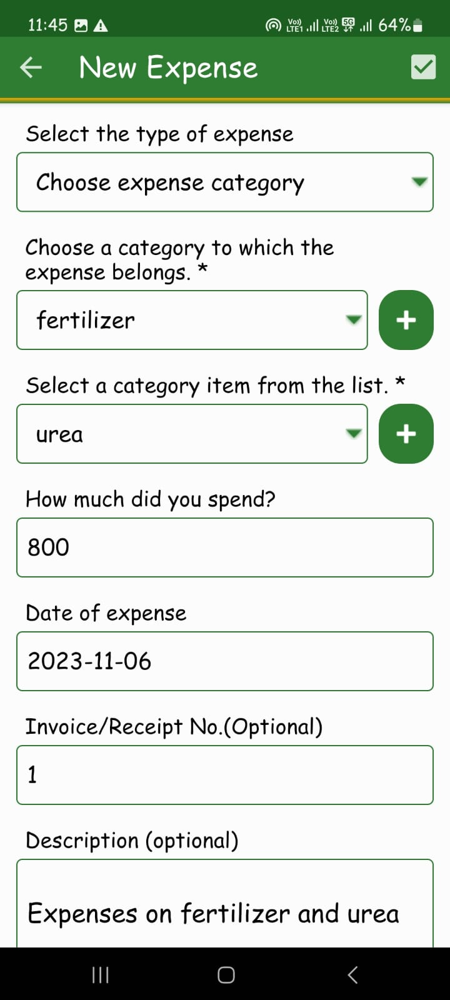 11:45 Vo)) LTE1 Vo)) LTE2 5G 64%
New Expense
Select the type of expense
Choose expense category
Choose a category to which the
expense belongs. *
fertilizer
+
Select a category item from the list. *
urea
+
How much did you spend?
800
Date of expense
2023-11-06
Invoice/Receipt No.(Optional)
1
Description (optional)
Expenses on fertilizer and urea